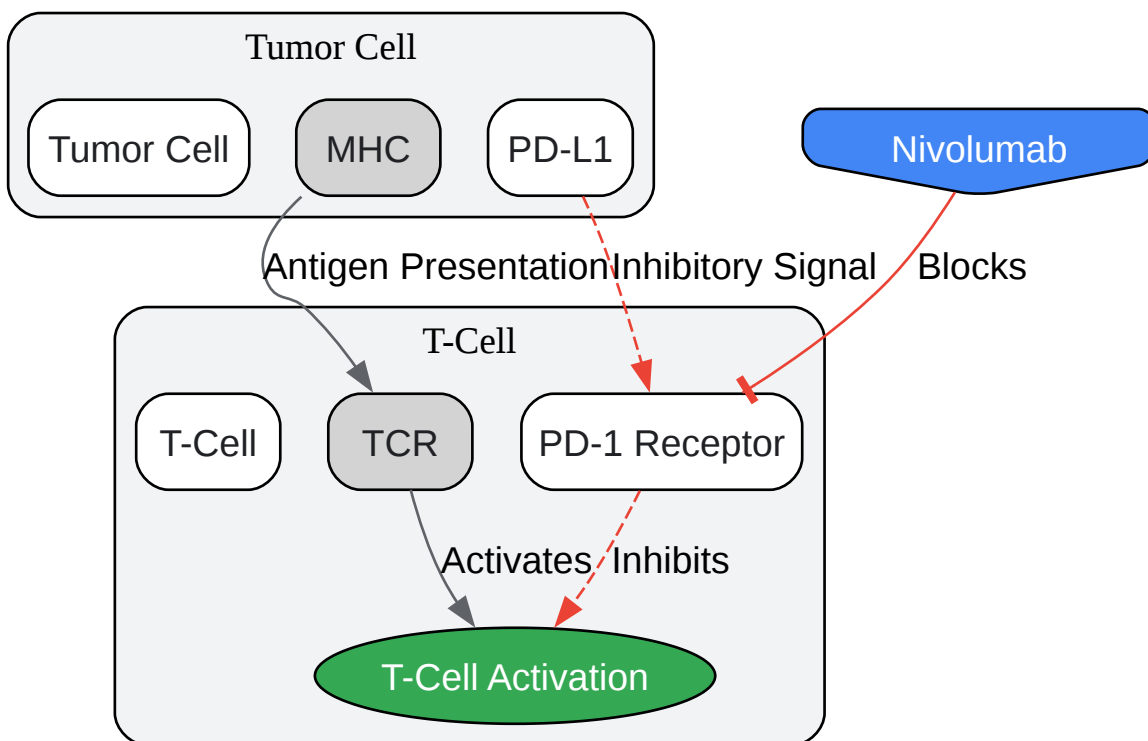 Tumor Cell
Tumor Cell
MHC
PD-L1
Nivolumab
Antigen Presentation
Inhibitory Signal
Blocks
T-Cell
T-Cell
TCR
PD-1 Receptor
Activates
Inhibits
T-Cell Activation